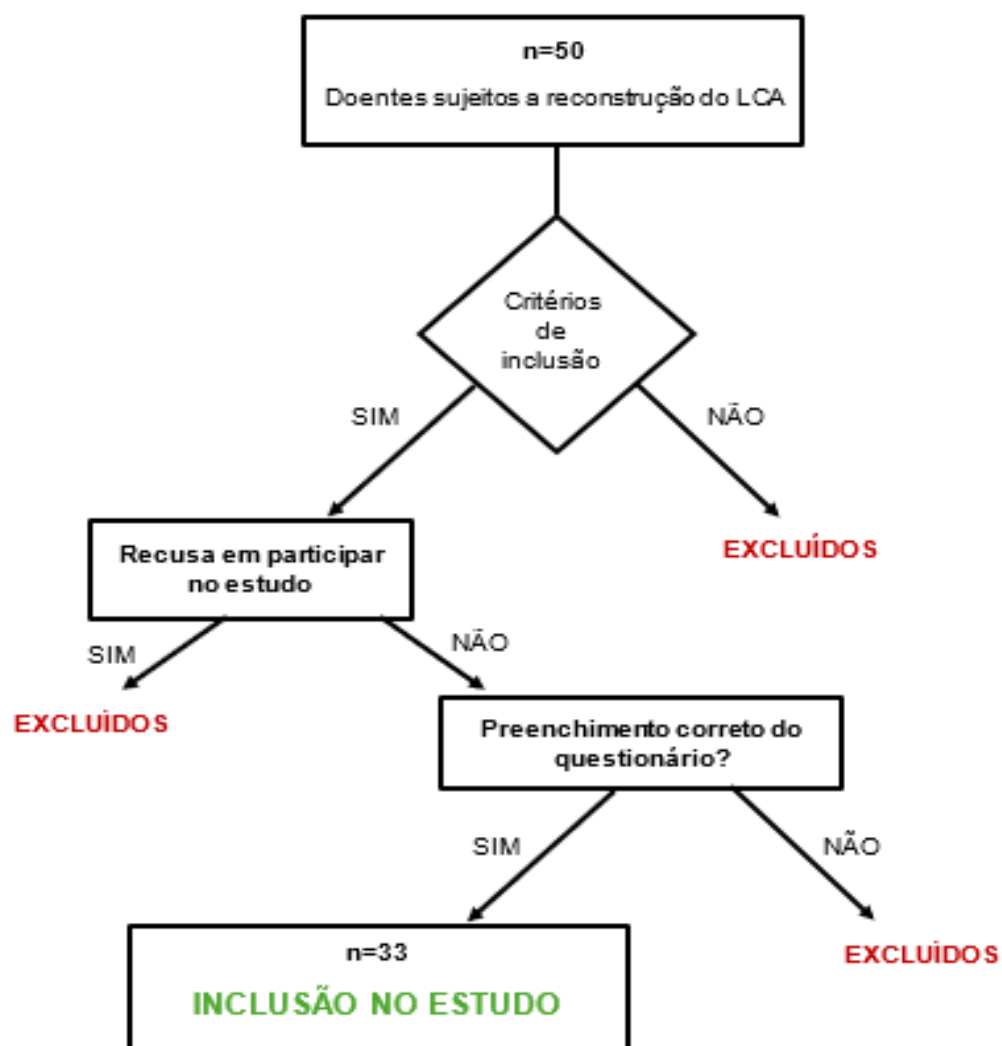 n=50
Doentes sujeitos a reconstrução do LCA
Critérios
de
inclusão
SIM
NÃO
Recusa em participar
no estudo
EXCLUÍDOS
SIM
NÃO
EXCLUÍDOS
Preenchimento correto do
questionário?
SIM
NÃO
n=33
INCLUSÃO NO ESTUDO
EXCLUÍDOS